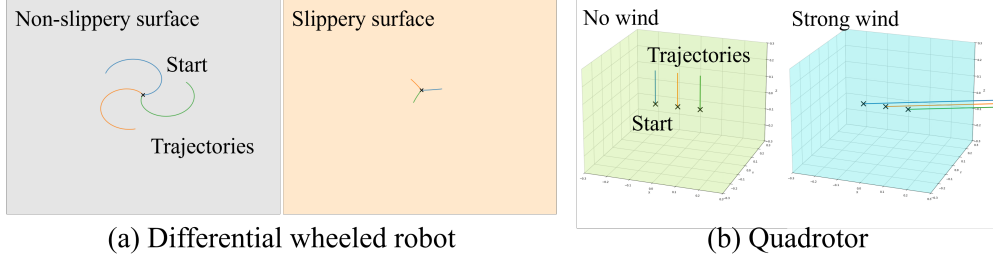 Non-slippery surface
Start
Trajectories
Slippery surface
(a) Differential wheeled robot
No wind
Trajectories
Start
Strong wind
(b) Quadrotor